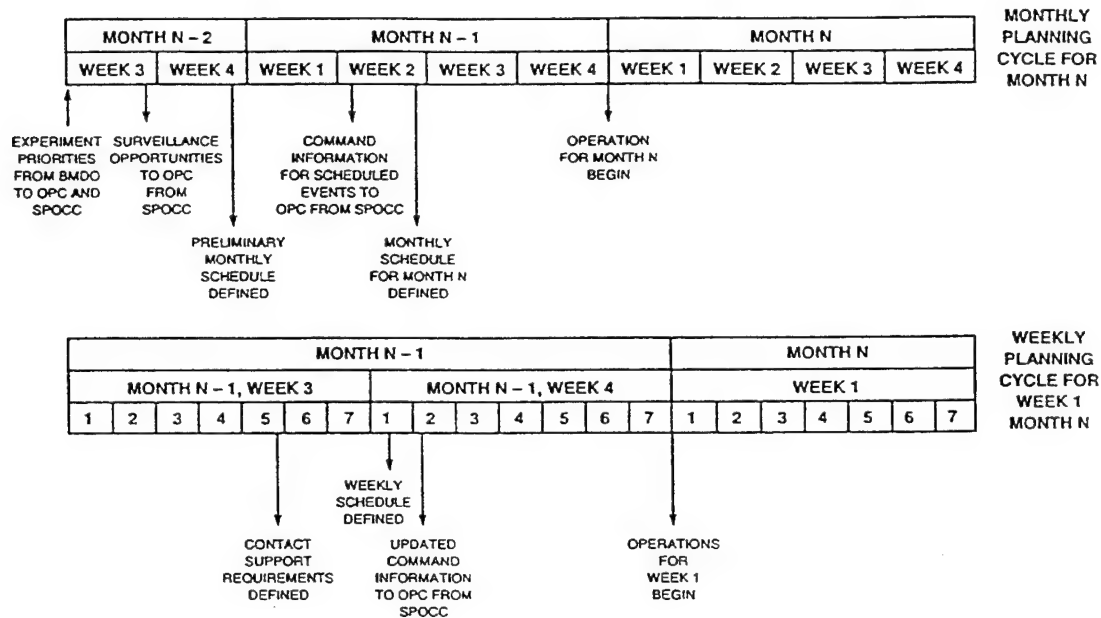 MONTH N – 2
MONTH N – 1
MONTH N
WEEK 3
WEEK 4
WEEK 1
WEEK 2
WEEK 3
WEEK 4
WEEK 1
WEEK 2
WEEK 3
WEEK 4
MONTHLY
PLANNING
CYCLE FOR
MONTH N
EXPERIMENT
PRIORITIES
FROM BMDO
TO OPC AND
SPOCC
SURVEILLANCE
OPPORTUNITIES
TO OPC
FROM
SPOCC
PRELIMINARY
MONTHLY
SCHEDULE
DEFINED
COMMAND
INFORMATION
FOR SCHEDULED
EVENTS TO
OPC FROM SPOCC
MONTHLY
SCHEDULE
FOR MONTH N
DEFINED
OPERATION
FOR MONTH N
BEGIN
MONTH N – 1
MONTH N
MONTH N – 1, WEEK 3
MONTH N – 1, WEEK 4
WEEK 1
1 2 3 4 5 6 7 1 2 3 4 5 6 7 1 2 3 4 5 6 7
WEEKLY
PLANNING
CYCLE FOR
WEEK 1
MONTH N
CONTACT
SUPPORT
REQUIREMENTS
DEFINED
WEEKLY
SCHEDULE
DEFINED
UPDATED
COMMAND
INFORMATION
TO OPC FROM
SPOCC
OPERATIONS
FOR
WEEK 1
BEGIN